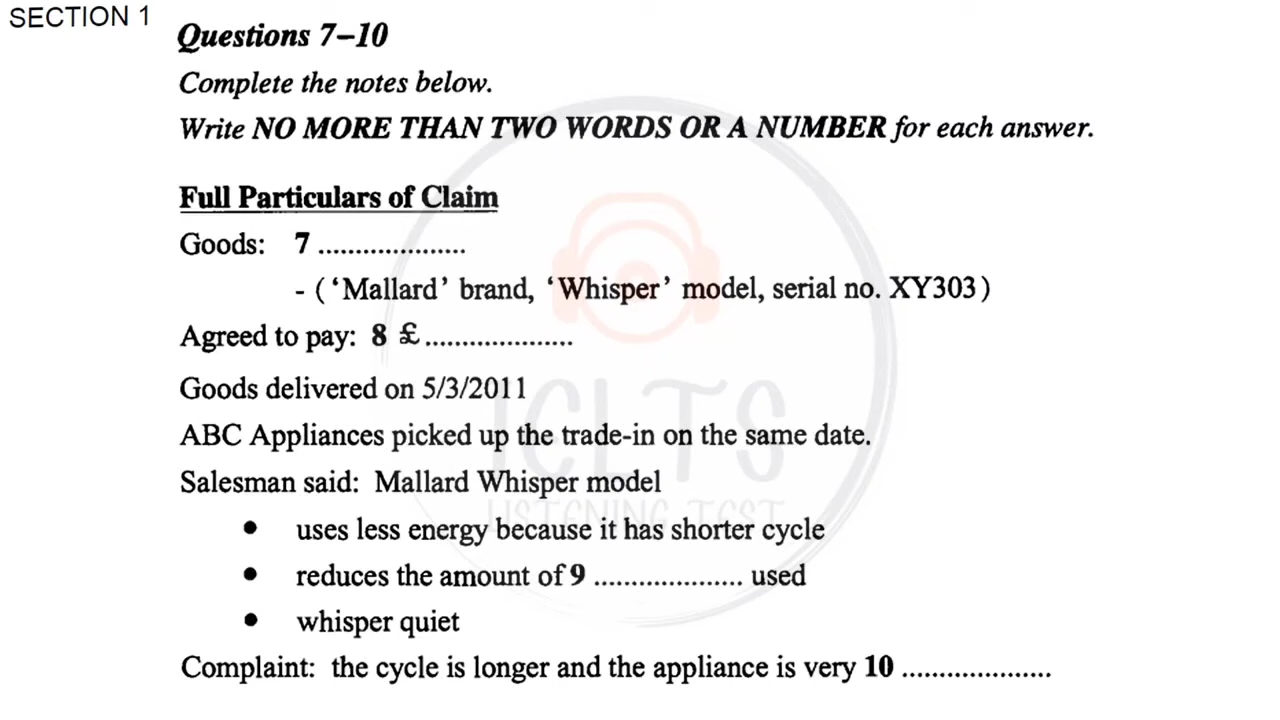 SECTION 1
Questions 7–10
Complete the notes below.
Write NO MORE THAN TWO WORDS OR A NUMBER for each answer.
Full Particulars of Claim
Goods: 7 ....................
- ( ‘Mallard’ brand, ‘Whisper’ model, serial no. XY303 )
Agreed to pay: 8 £ ....................
Goods delivered on 5/3/2011
ABC Appliances picked up the trade-in on the same date.
Salesman said: Mallard Whisper model
• uses less energy because it has shorter cycle
• reduces the amount of 9 .................... used
• whisper quiet
Complaint: the cycle is longer and the appliance is very 10 ....................
IELTS
LISTENING TEST